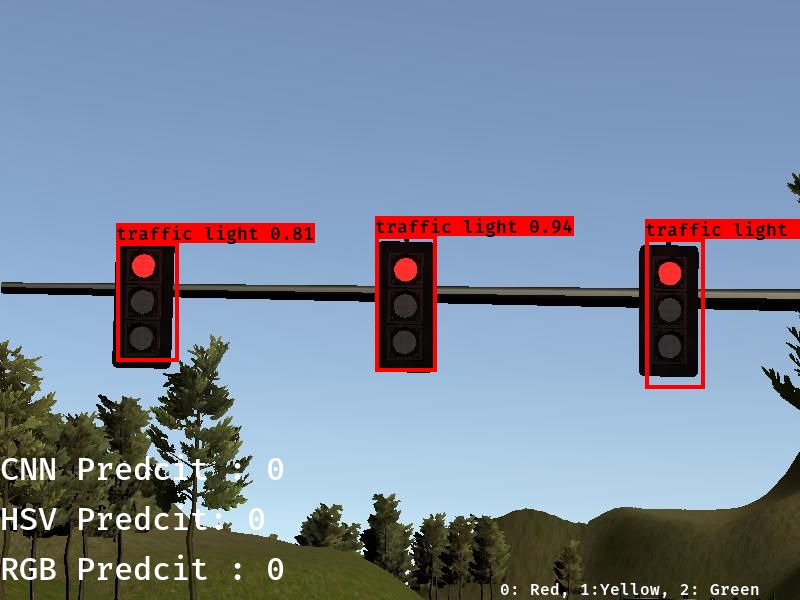 traffic light 0.81
traffic light 0.94
traffic light
CNN Predcit : 0
HSV Predcit: 0
RGB Predcit : 0
0: Red, 1:Yellow, 2: Green